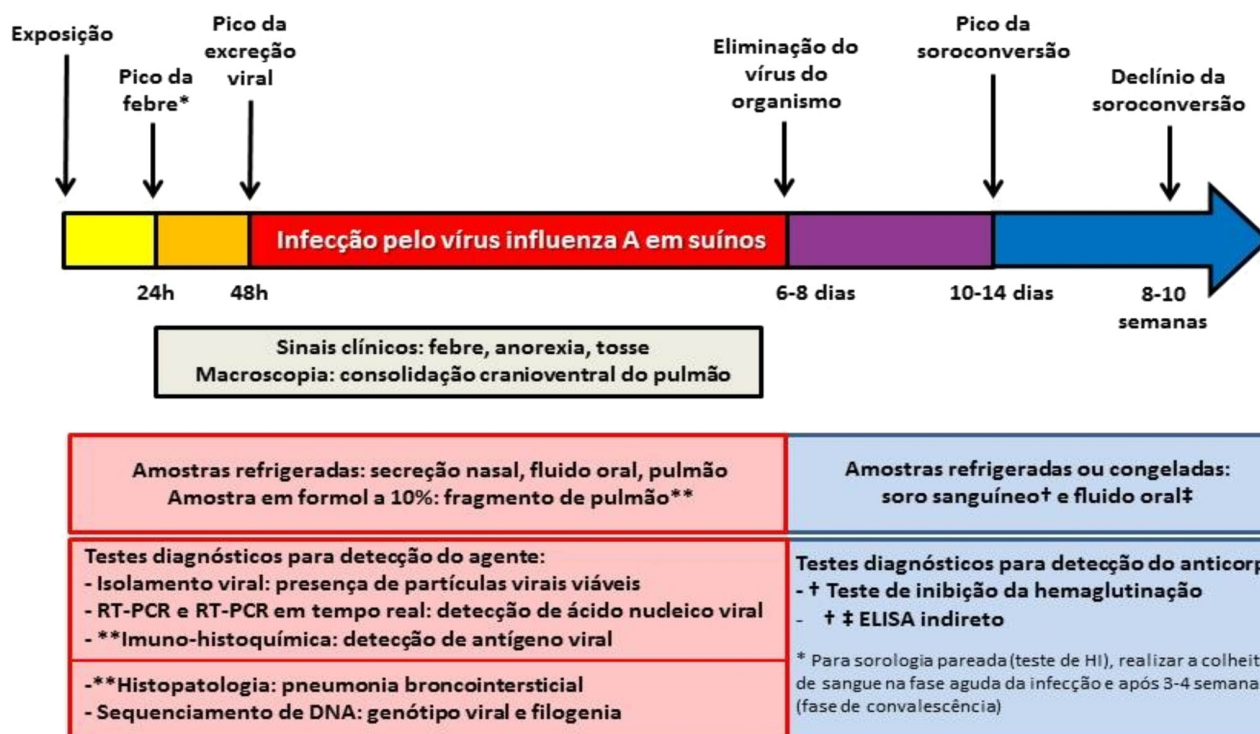 Exposição
Pico da
febre*
Pico da
excreção
viral
Eliminação do
vírus do
organismo
Pico da
soroconversão
Declínio da
soroconversão
Infecção pelo vírus influenza A em suínos
24h
48h
6-8 dias
10-14 dias
8-10
semanas
Sinais clínicos: febre, anorexia, tosse
Macroscopia: consolidação cranioventral do pulmão
Amostras refrigeradas: secreção nasal, fluido oral, pulmão
Amostra em formol a 10%: fragmento de pulmão**
Amostras refrigeradas ou congeladas:
soro sanguíneo† e fluido oral‡
Testes diagnósticos para detecção do agente:
- Isolamento viral: presença de partículas virais viáveis
- RT-PCR e RT-PCR em tempo real: detecção de ácido nucleico viral
- **Imuno-histoquímica: detecção de antígeno viral
-**Histopatologia: pneumonia broncointersticial
- Sequenciamento de DNA: genótipo viral e filogenia
Testes diagnósticos para detecção do anticorp
- † Teste de inibição da hemaglutinação
- † ‡ ELISA indireto
* Para sorologia pareada (teste de HI), realizar a colheit
de sangue na fase aguda da infecção e após 3-4 semana
(fase de convalescência)